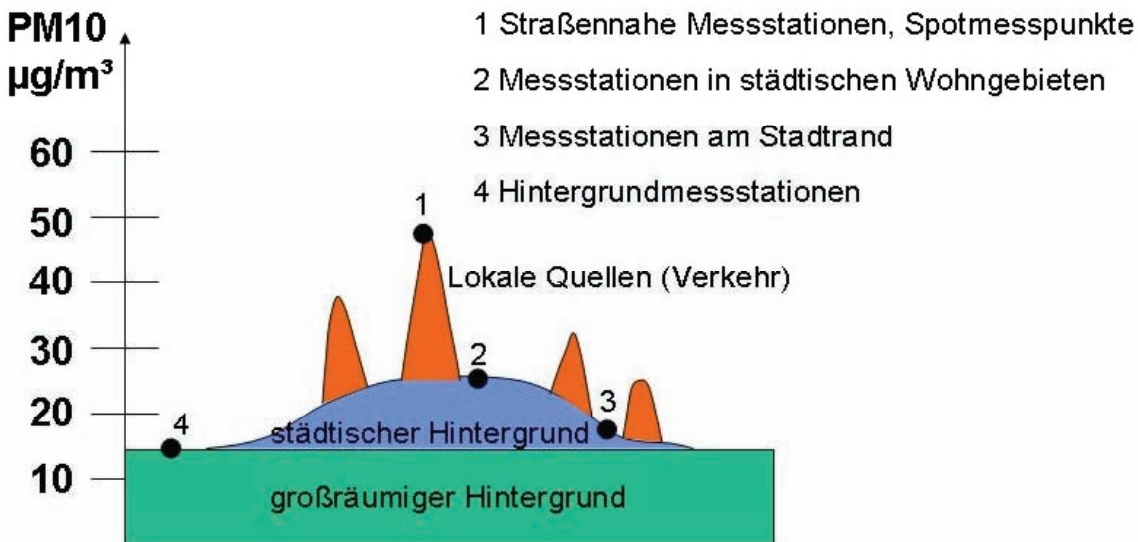 PM10
µg/m³
1 Straßennahe Messstationen, Spotmesspunkte
2 Messstationen in städtischen Wohngebieten
3 Messstationen am Stadtrand
4 Hintergrundmessstationen
60
50
40
30
20
10
1
Lokale Quellen (Verkehr)
2
3
4
städtischer Hintergrund
großräumiger Hintergrund